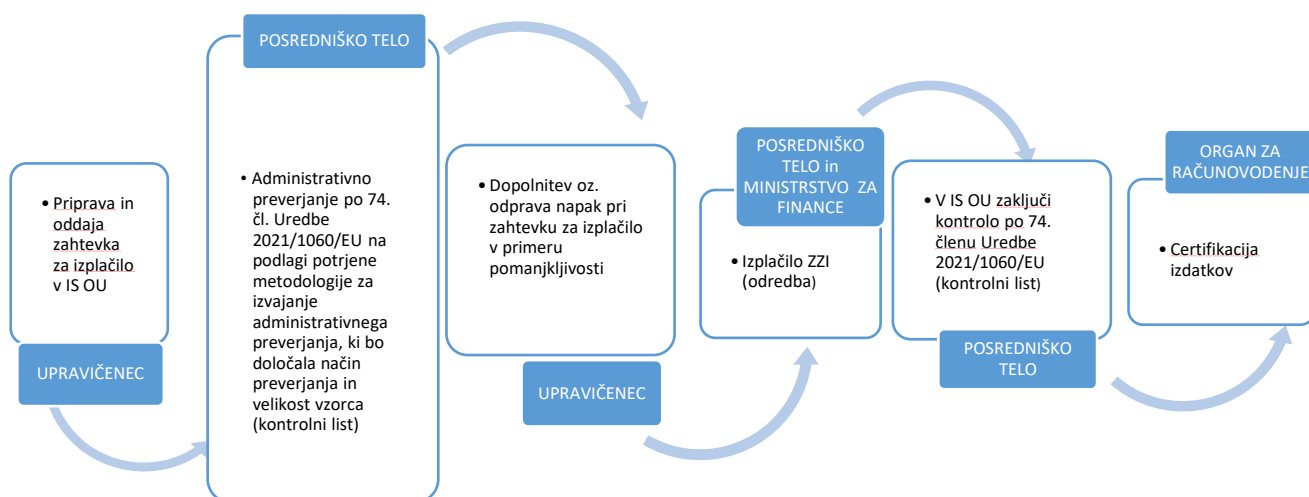 • Priprava in
oddaja
zahtevka
za izplačilo
v IS OU
UPRAVIČENEC
POSREDNIŠKO TELO
• Administrativno
preverjanje po 74.
čl. Uredbe
2021/1060/EU na
podlagi potrjene
metodologije za
izvajanje
administrativnega
preverjanja, ki bo
določala način
preverjanja in
velikost vzorca
(kontrolni list)
• Dopolnitev oz.
odprava napak pri
zahtevku za izplačilo
v primeru
pomanjkljivosti
UPRAVIČENEC
POSREDNIŠKO
TELO in
MINISTRSTVO ZA
FINANCE
• Izplačilo ZZI
(odredba)
• V IS OU zaključi
kontrolo po 74.
členu Uredbe
2021/1060/EU
(kontrolni list)
POSREDNIŠKO
TELO
ORGAN ZA
RAČUNOVODENJE
• Certifikacija
izdatkov